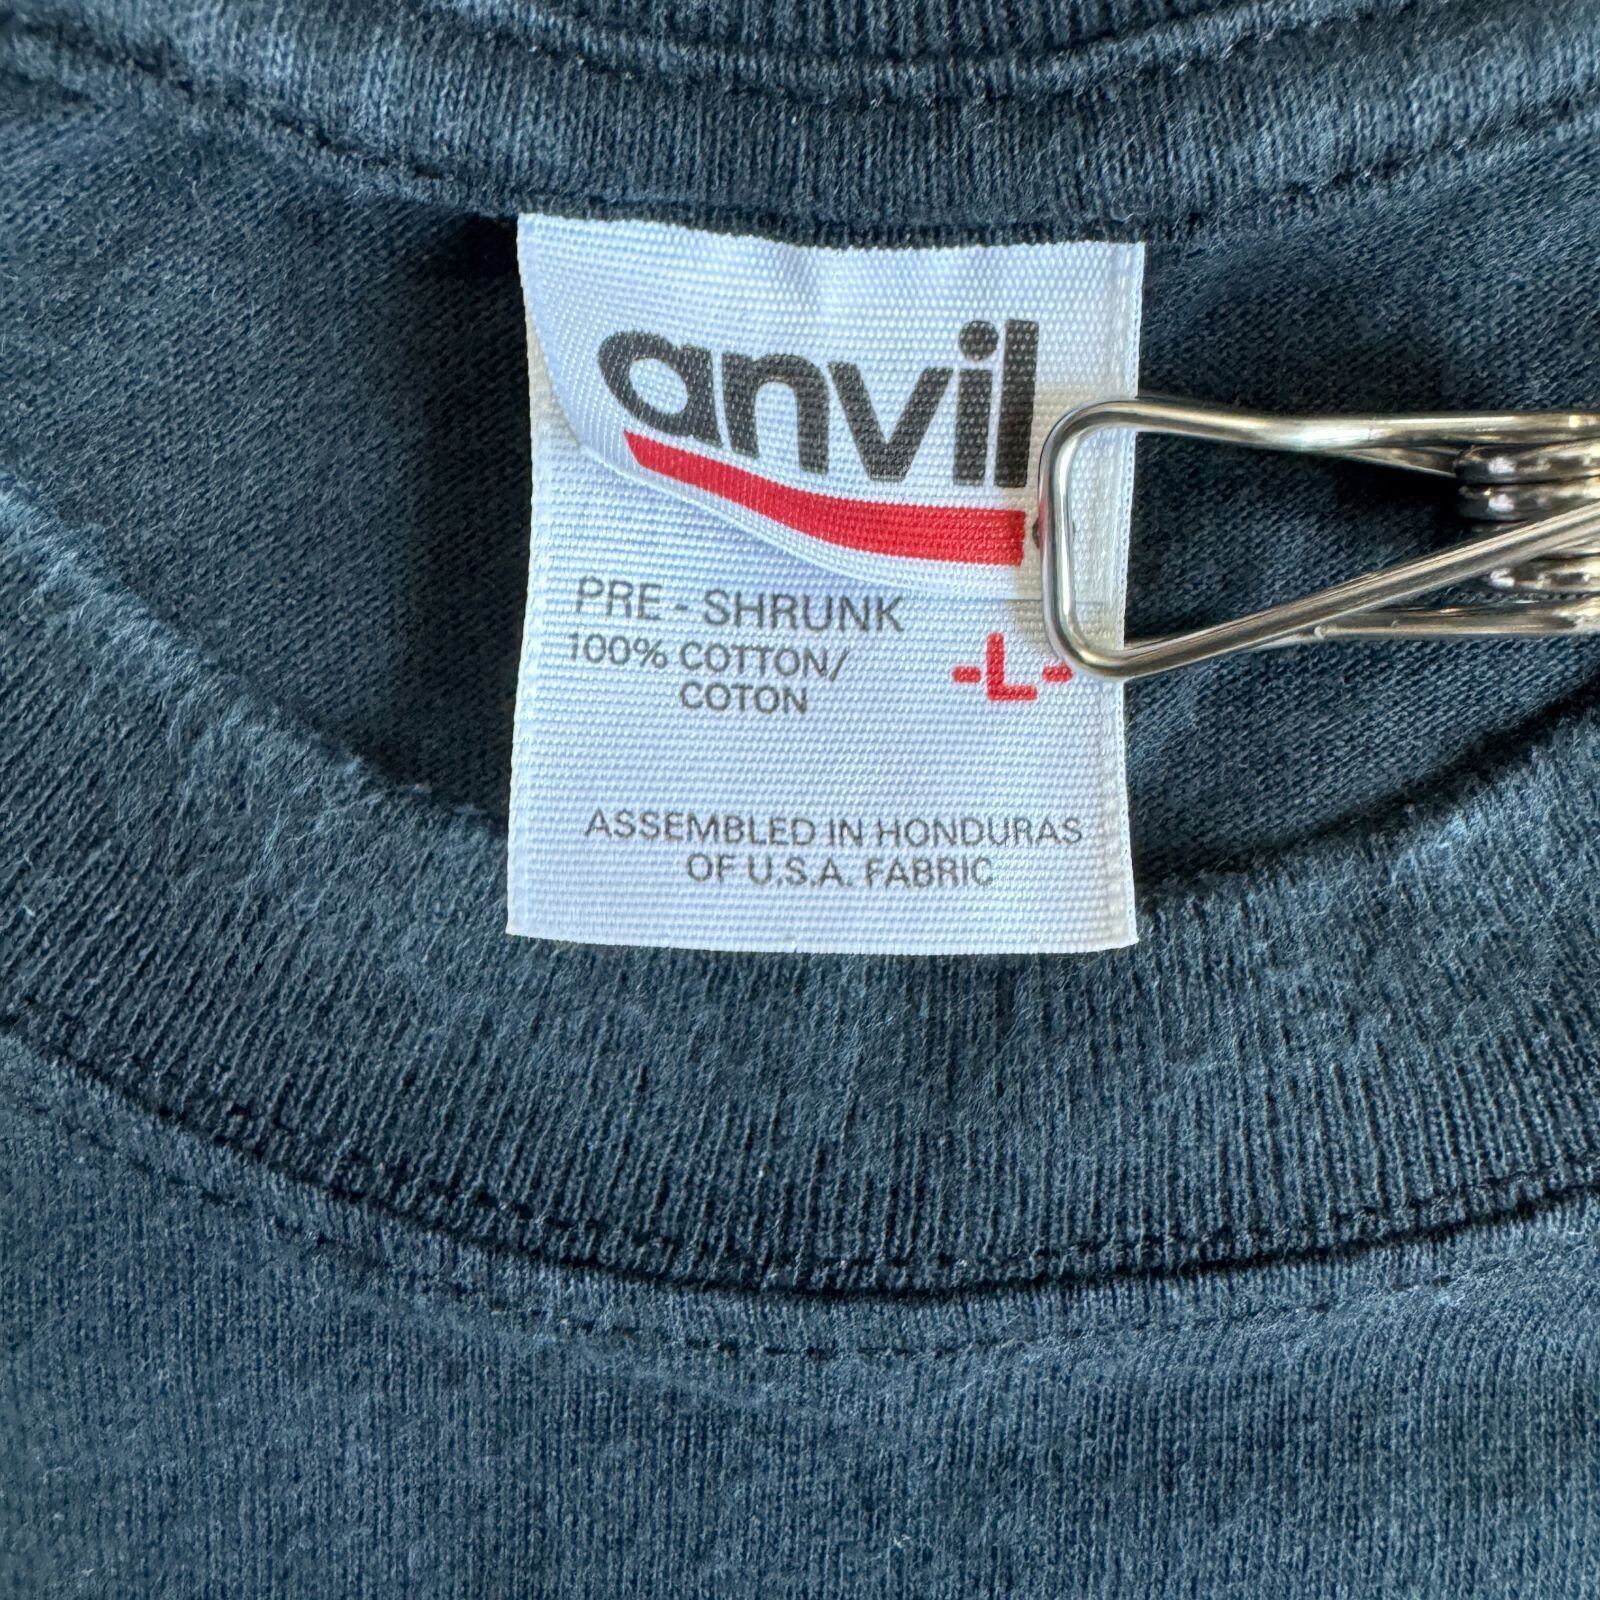 anvil
PRE - SHRUNK
100% COTTON/
COTON
-L-
ASSEMBLED IN HONDURAS
OF U.S.A. FABRIC